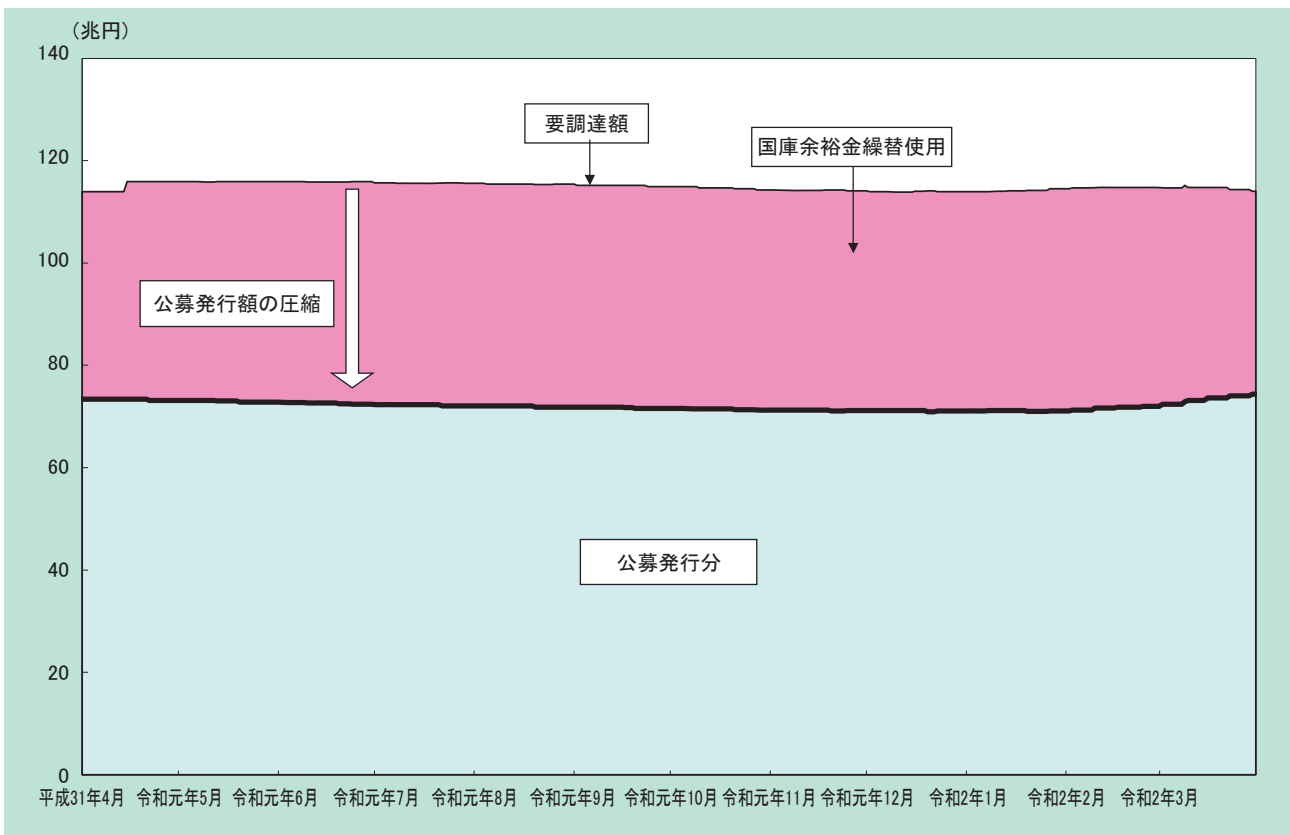 (兆円)
140
120
100
80
60
40
20
0
要調達額
国庫余裕金繰替使用
公募発行額の圧縮
公募発行分
平成31年4月 令和元年5月 令和元年6月 令和元年7月 令和元年8月 令和元年9月 令和元年10月 令和元年11月 令和元年12月 令和2年1月 令和2年2月 令和2年3月